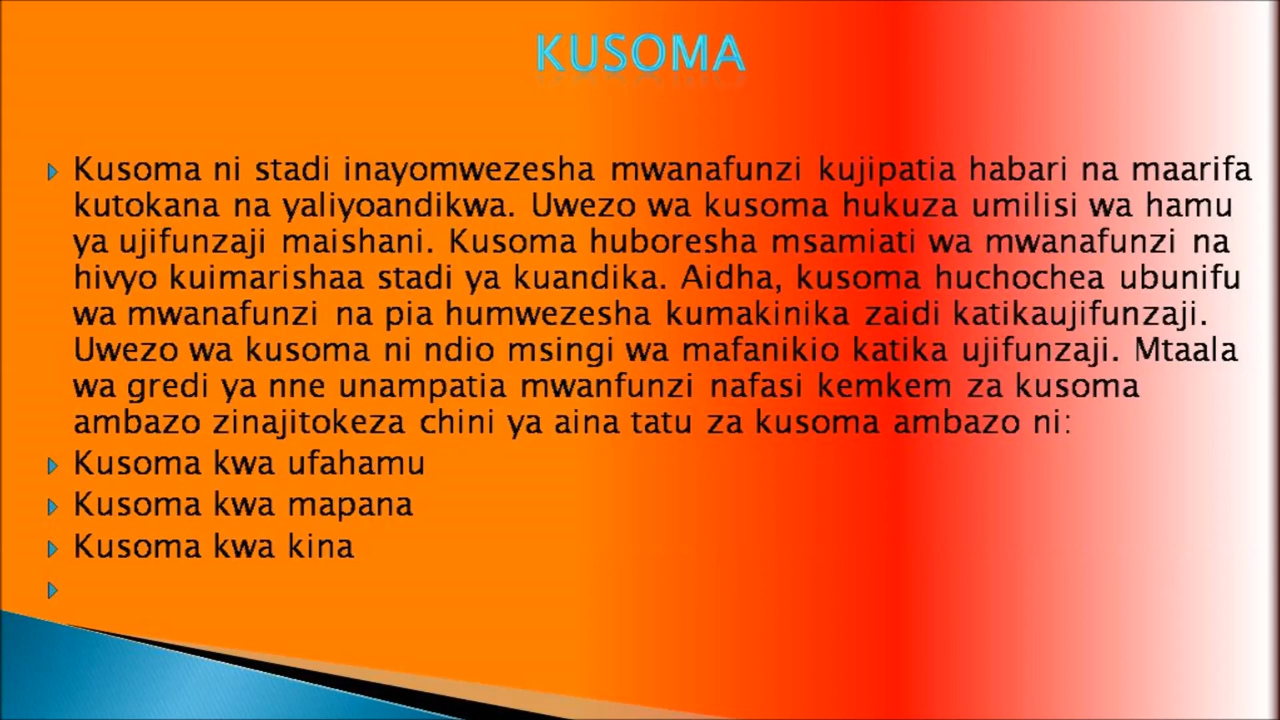 KUSOMA
Kusoma ni stadi inayomwezesha mwanafunzi kujipatia habari na maarifa
kutokana na yaliyoandikwa. Uwezo wa kusoma hukuza umilisi wa hamu
ya ujifunzaji maishani. Kusoma huboresha msamiati wa mwanafunzi na
hivyo kuimarishaa stadi ya kuandika. Aidha, kusoma huchochea ubunifu
wa mwanafunzi na pia humwezesha kumakinika zaidi katikaujifunzaji.
Uwezo wa kusoma ni ndio msingi wa mafanikio katika ujifunzaji. Mtaala
wa gredi ya nne unampatia mwanfunzi nafasi kemkem za kusoma
ambazo zinajitokeza chini ya aina tatu za kusoma ambazo ni:
Kusoma kwa ufahamu
Kusoma kwa mapana
Kusoma kwa kina